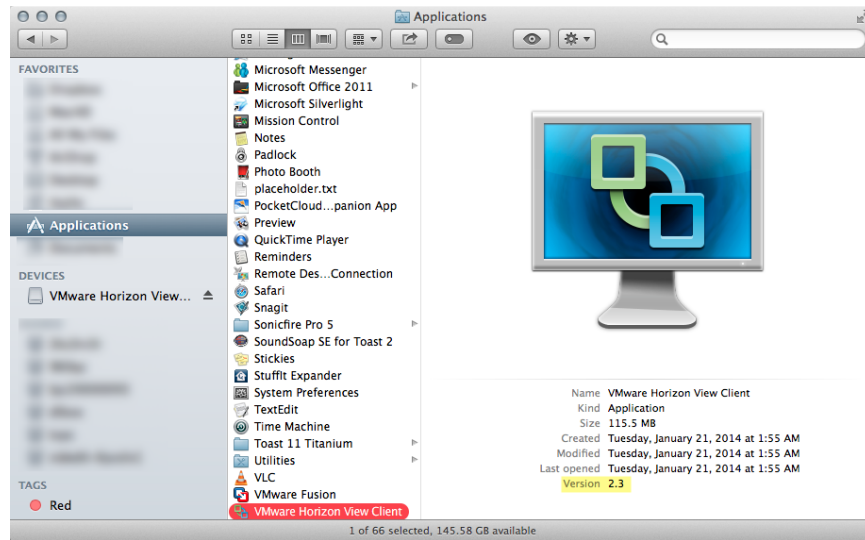 Applications
FAVORITES
Applications
DEVICES
VMware Horizon View...
TAGS
Red
Microsoft Messenger
Microsoft Office 2011
Microsoft Silverlight
Mission Control
Notes
Padlock
Photo Booth
placeholder.txt
PocketCloud...panion App
Preview
QuickTime Player
Reminders
Remote Des...Connection
Safari
Snagit
Sonicfire Pro 5
SoundSoap SE for Toast 2
Stickies
StuffIt Expander
System Preferences
TextEdit
Time Machine
Toast 11 Titanium
Utilities
VLC
VMware Fusion
VMware Horizon View Client
Name VMware Horizon View Client
Kind Application
Size 115.5 MB
Created Tuesday, January 21, 2014 at 1:55 AM
Modified Tuesday, January 21, 2014 at 1:55 AM
Last opened Tuesday, January 21, 2014 at 1:55 AM
Version 2.3
1 of 66 selected, 145.58 GB available